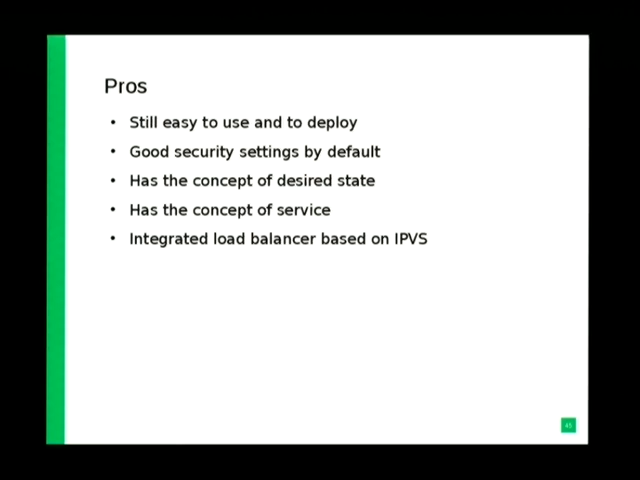 Pros
• Still easy to use and to deploy
• Good security settings by default
• Has the concept of desired state
• Has the concept of service
• Integrated load balancer based on IPVS